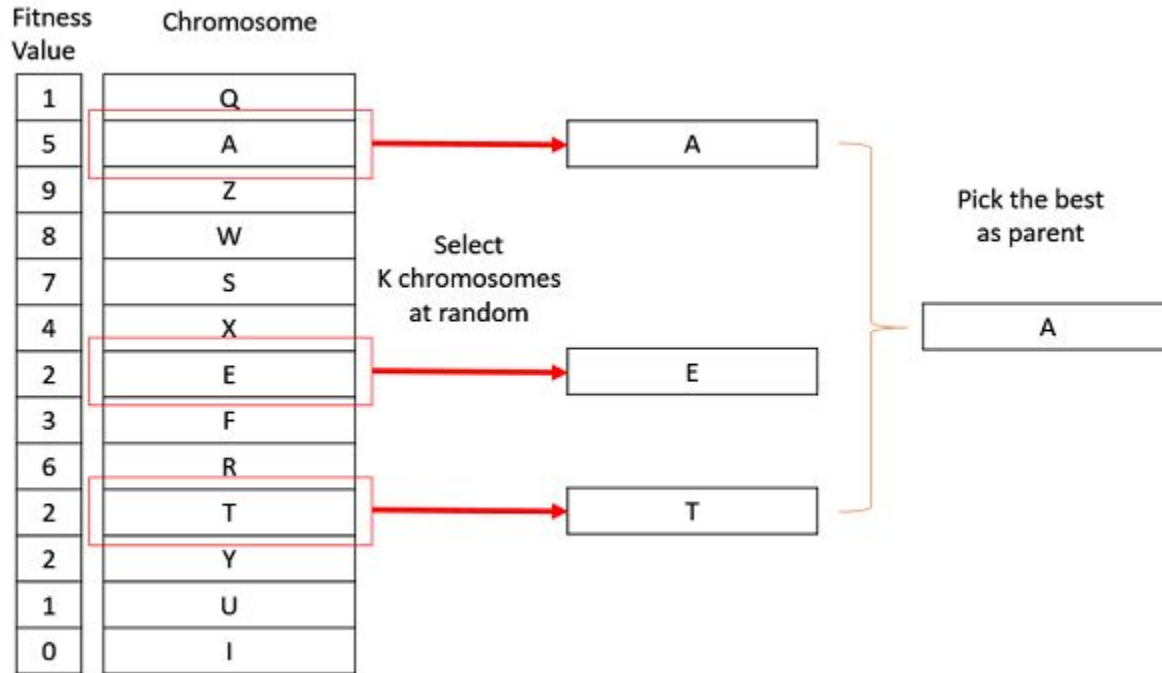 Fitness
Value
Chromosome
1 Q
5 A
9 Z
8 W
7 S
4 X
2 E
3 F
6 R
2 T
2 Y
1 U
0 I
Select
K chromosomes
at random
A
E
T
Pick the best
as parent
A